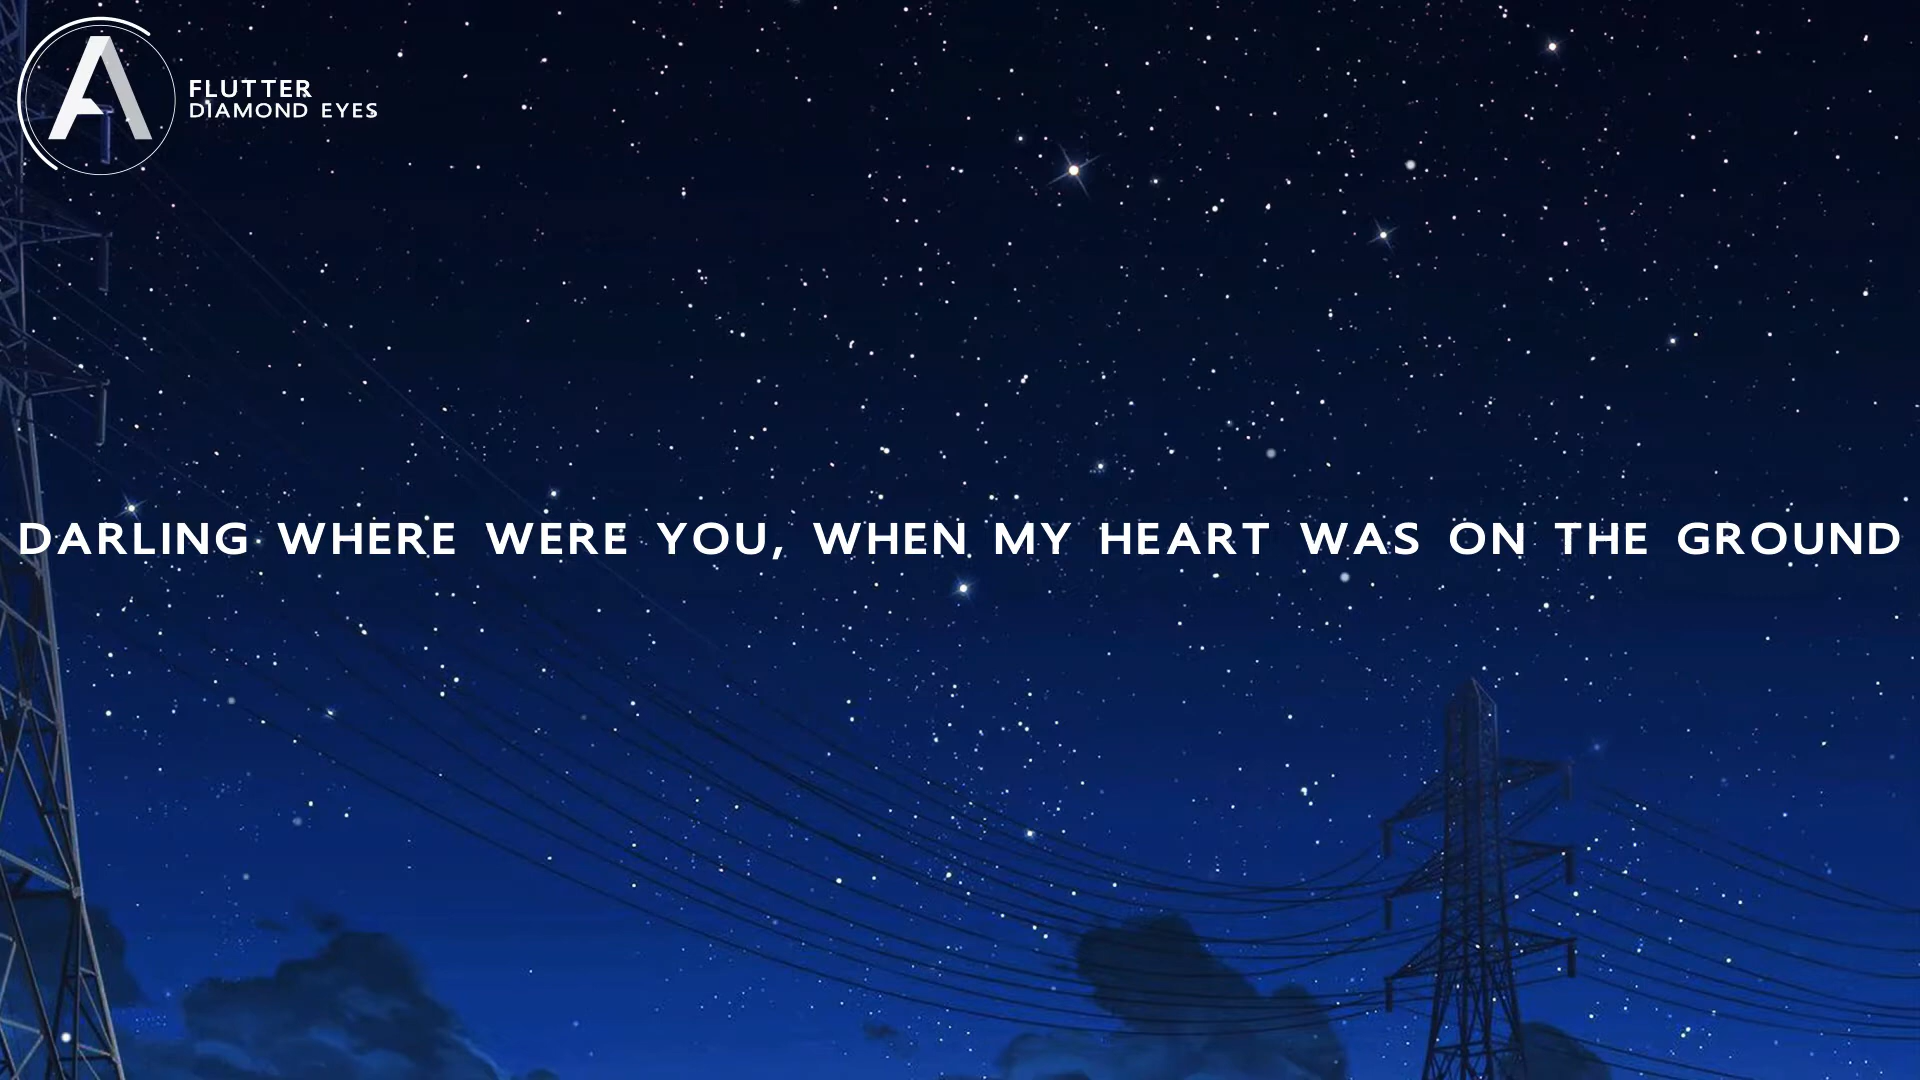 A
FLUTTER
DIAMOND EYES
DARLING WHERE WERE YOU, WHEN MY HEART WAS ON THE GROUND